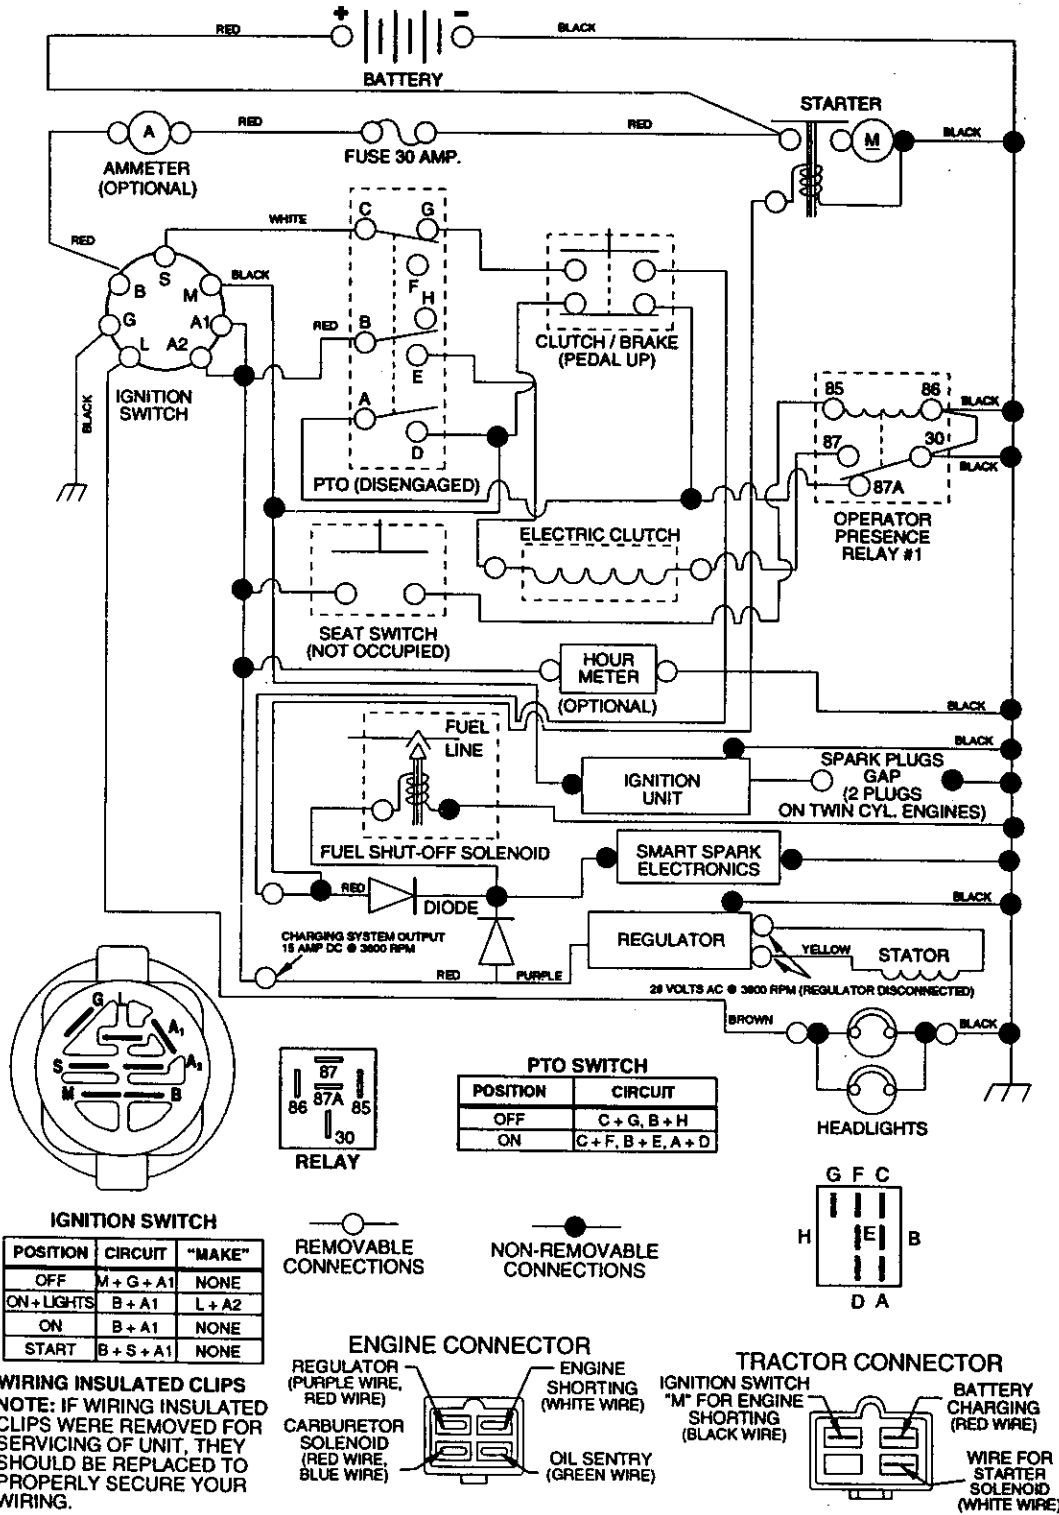 + -
RED
BLACK
BATTERY
STARTER
A
RED
RED
M
BLACK
AMMETER
(OPTIONAL)
FUSE 30 AMP.
C
G
WHITE
RED
S
F
BLACK
B
M
H
G
A1
RED
B
CLUTCH / BRAKE
(PEDAL UP)
L
A2
E
IGNITION
SWITCH
A
85
86
BLACK
BLACK
D
87
30
BLACK
PTO (DISENGAGED)
87A
OPERATOR
PRESENCE
RELAY #1
ELECTRIC CLUTCH
SEAT SWITCH
(NOT OCCUPIED)
HOUR
METER
(OPTIONAL)
BLACK
FUEL
LINE
BLACK
IGNITION
UNIT
SPARK PLUGS
GAP
(2 PLUGS
ON TWIN CYL. ENGINES)
FUEL SHUT-OFF SOLENOID
SMART SPARK
ELECTRONICS
RED
DIODE
BLACK
CHARGING SYSTEM OUTPUT
15 AMP DC @ 3600 RPM
REGULATOR
YELLOW
STATOR
RED
PURPLE
28 VOLTS AC @ 3600 RPM (REGULATOR DISCONNECTED)
BROWN
BLACK
HEADLIGHTS
G L
A1
S
A2
M
B
87
86
87A
85
30
RELAY
PTO SWITCH
POSITION CIRCUIT
OFF C + G, B + H
ON C + F, B + E, A + D
G F C
H
E
B
D A
IGNITION SWITCH
POSITION CIRCUIT "MAKE"
OFF M + G + A1 NONE
ON + LIGHTS B + A1 L + A2
ON B + A1 NONE
START B + S + A1 NONE
REMOVABLE
CONNECTIONS
NON-REMOVABLE
CONNECTIONS
WIRING INSULATED CLIPS
NOTE: IF WIRING INSULATED
CLIPS WERE REMOVED FOR
SERVICING OF UNIT, THEY
SHOULD BE REPLACED TO
PROPERLY SECURE YOUR
WIRING.
ENGINE CONNECTOR
REGULATOR
(PURPLE WIRE,
RED WIRE)
ENGINE
SHORTING
(WHITE WIRE)
CARBURETOR
SOLENOID
(RED WIRE,
BLUE WIRE)
OIL SENTRY
(GREEN WIRE)
TRACTOR CONNECTOR
IGNITION SWITCH
"M" FOR ENGINE
SHORTING
(BLACK WIRE)
BATTERY
CHARGING
(RED WIRE)
WIRE FOR
STARTER
SOLENOID
(WHITE WIRE)